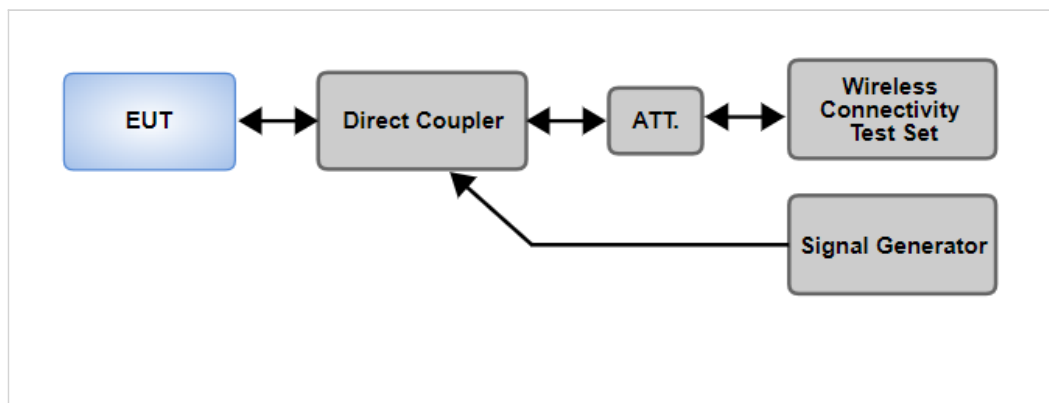 EUT
Direct Coupler
ATT.
Wireless
Connectivity
Test Set
Signal Generator